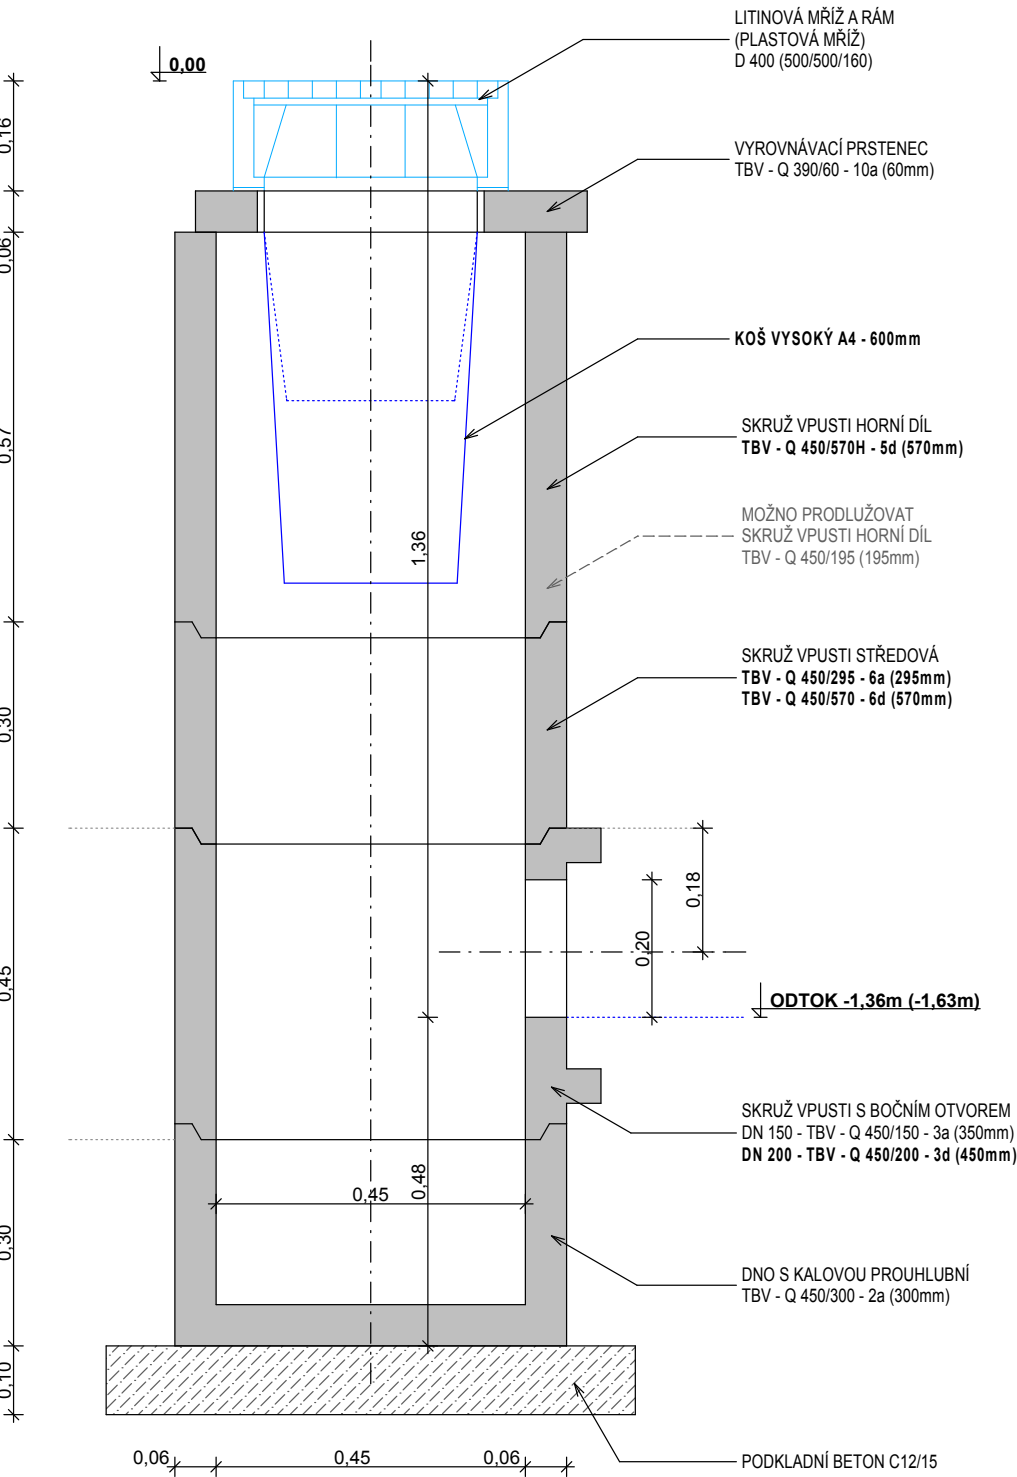 LITINOVÁ MŘÍŽ A RÁM
(PLASTOVÁ MŘÍŽ)
D 400 (500/500/160)
0,00
0,16
VYROVNÁVACÍ PRSTENEC
TBV - Q 390/60 - 10a (60mm)
0,06
KOŠ VYSOKÝ A4 - 600mm
SKRUŽ VPUSTI HORNÍ DÍL
TBV - Q 450/570H - 5d (570mm)
0,57
MOŽNO PRODLUŽOVAT
SKRUŽ VPUSTI HORNÍ DÍL
TBV - Q 450/195 (195mm)
1,36
SKRUŽ VPUSTI STŘEDOVÁ
TBV - Q 450/295 - 6a (295mm)
TBV - Q 450/570 - 6d (570mm)
0,30
0,18
0,20
0,45
ODTOK -1,36m (-1,63m)
SKRUŽ VPUSTI S BOČNÍM OTVOREM
DN 150 - TBV - Q 450/150 - 3a (350mm)
DN 200 - TBV - Q 450/200 - 3d (450mm)
0,45
0,48
0,30
DNO S KALOVOU PROUHLUBNÍ
TBV - Q 450/300 - 2a (300mm)
0,10
0,06
0,45
0,06
PODKLADNÍ BETON C12/15